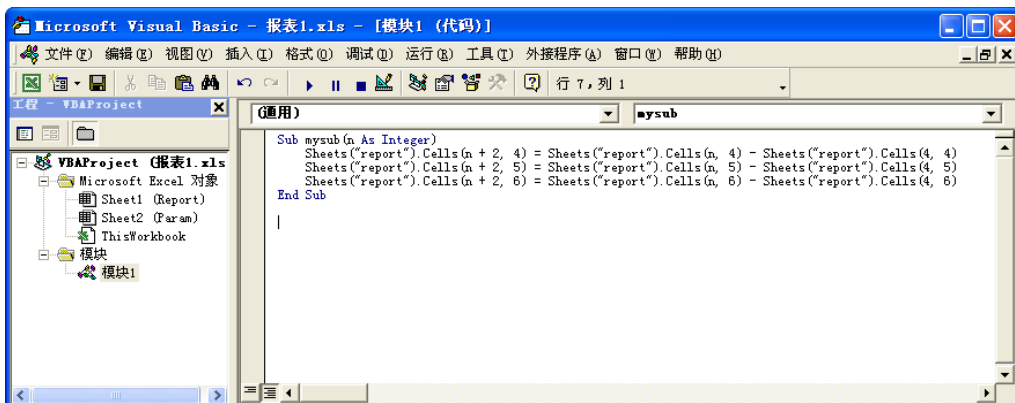 Microsoft Visual Basic - 报表1.xls - [模块1 (代码)]
文件(F) 编辑(E) 视图(V) 插入(I) 格式(O) 调试(D) 运行(R) 工具(T) 外接程序(A) 窗口(W) 帮助(H)
行 7, 列 1
工程 - VBAProject
(通用)
mysub
VBAProject (报表1.xls
Microsoft Excel 对象
Sheet1 (Report)
Sheet2 (Param)
ThisWorkbook
模块
模块1
Sub mysub(n As Integer)
Sheets("report").Cells(n + 2, 4) = Sheets("report").Cells(n, 4) - Sheets("report").Cells(4, 4)
Sheets("report").Cells(n + 2, 5) = Sheets("report").Cells(n, 5) - Sheets("report").Cells(4, 5)
Sheets("report").Cells(n + 2, 6) = Sheets("report").Cells(n, 6) - Sheets("report").Cells(4, 6)
End Sub